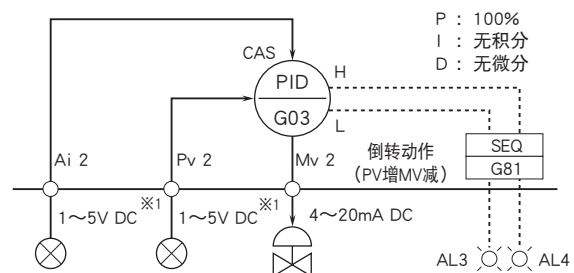 P : 100%
I : 无积分
D : 无微分
CAS
H
PID
G03
L
Ai 2
Pv 2
Mv 2
倒转动作
（PV增MV减）
SEQ
G81
1～5V DC ※1
1～5V DC ※1
4～20mA DC
AL3
AL4